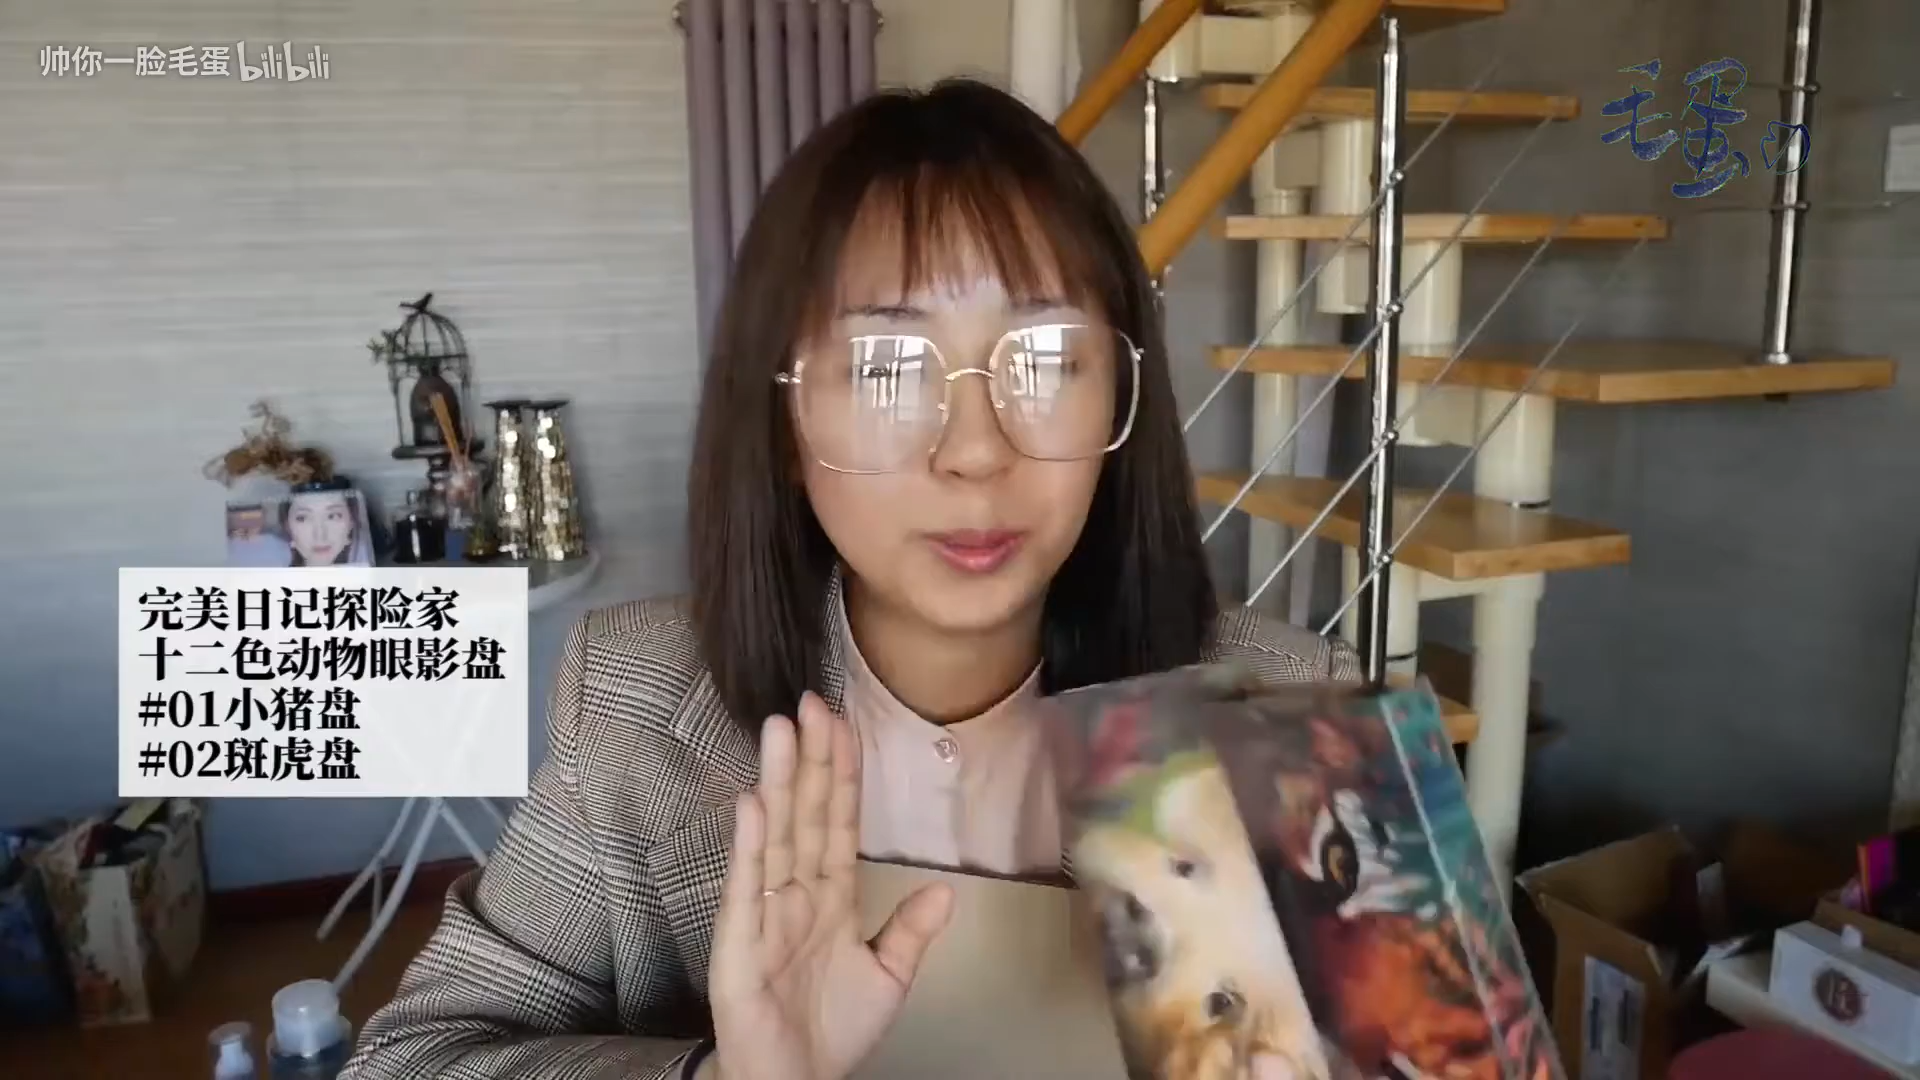 帅你一脸毛蛋 bilibili
毛蛋
完美日记探险家
十二色动物眼影盘
#01小猪盘
#02斑虎盘